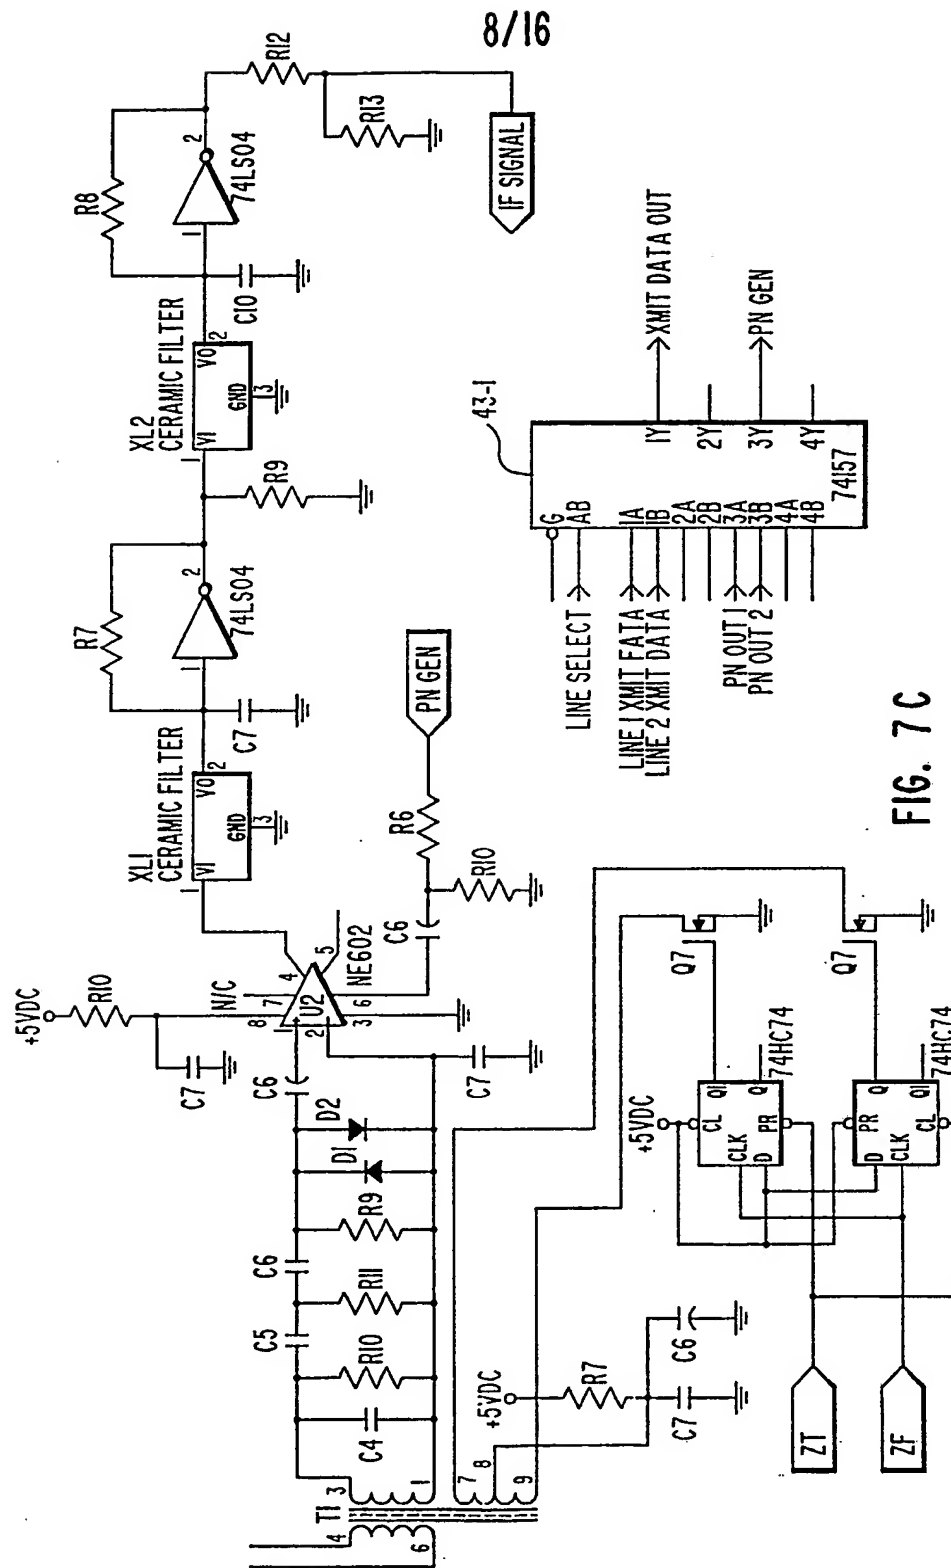 8/16
+5VDC
R10
C7
N/C
T1
4
6
3
1
C4
R10
C5
R11
C6
R9
D1
D2
C6
C7
1
2
8
7
6
3
4
5
U2
NE602
XL1
CERAMIC FILTER
1
VI
VO
2
GND
3
C7
R7
1
2
74LS04
R9
XL2
CERAMIC FILTER
1
VI
VO
2
GND
3
C10
R8
1
2
74LS04
R12
R13
IF SIGNAL
C6
R10
R6
PN GEN
7
8
9
+5VDC
R7
C7
C6
ZT
ZF
+5VDC
CL
QI
CLK
D
PR
Q
74HC74
PR
Q
D
CLK
CL
QI
74HC74
Q7
Q7
43-1
LINE SELECT
LINE 1 XMIT FATA
LINE 2 XMIT DATA
PN OUT 1
PN OUT 2
G
AB
1A
1B
2A
2B
3A
3B
4A
4B
1Y
2Y
3Y
4Y
74157
XMIT DATA OUT
PN GEN
FIG. 7C